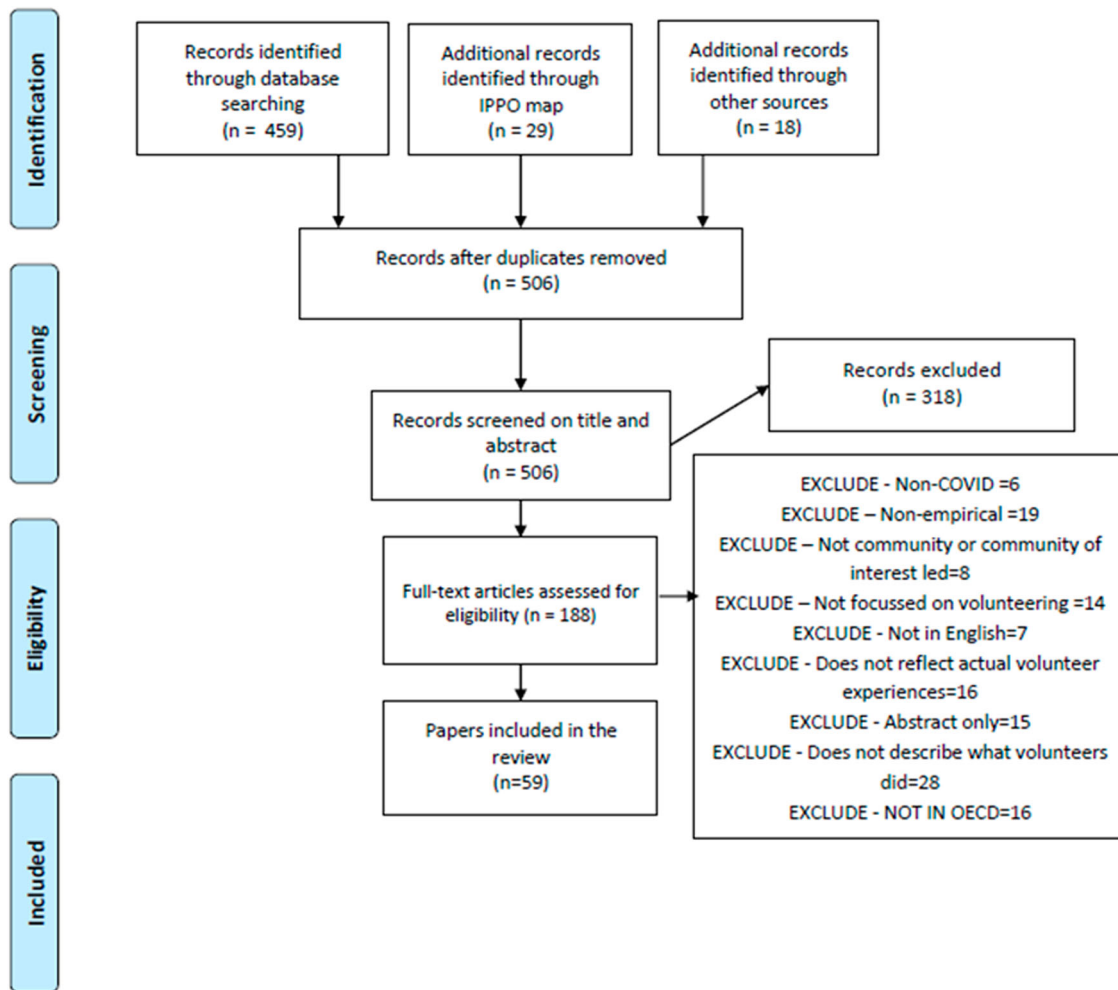 Identification
Records identified
through database
searching
(n = 459)
Additional records
identified through
IPPO map
(n = 29)
Additional records
identified through
other sources
(n = 18)
Records after duplicates removed
(n = 506)
Screening
Records screened on title and
abstract
(n = 506)
Records excluded
(n = 318)
Eligibility
Full-text articles assessed for
eligibility (n = 188)
EXCLUDE - Non-COVID =6
EXCLUDE – Non-empirical =19
EXCLUDE – Not community or community of
interest led=8
EXCLUDE – Not focussed on volunteering =14
EXCLUDE - Not in English=7
EXCLUDE - Does not reflect actual volunteer
experiences=16
EXCLUDE - Abstract only=15
EXCLUDE - Does not describe what volunteers
did=28
EXCLUDE - NOT IN OECD=16
Papers included in the
review
(n=59)
Included